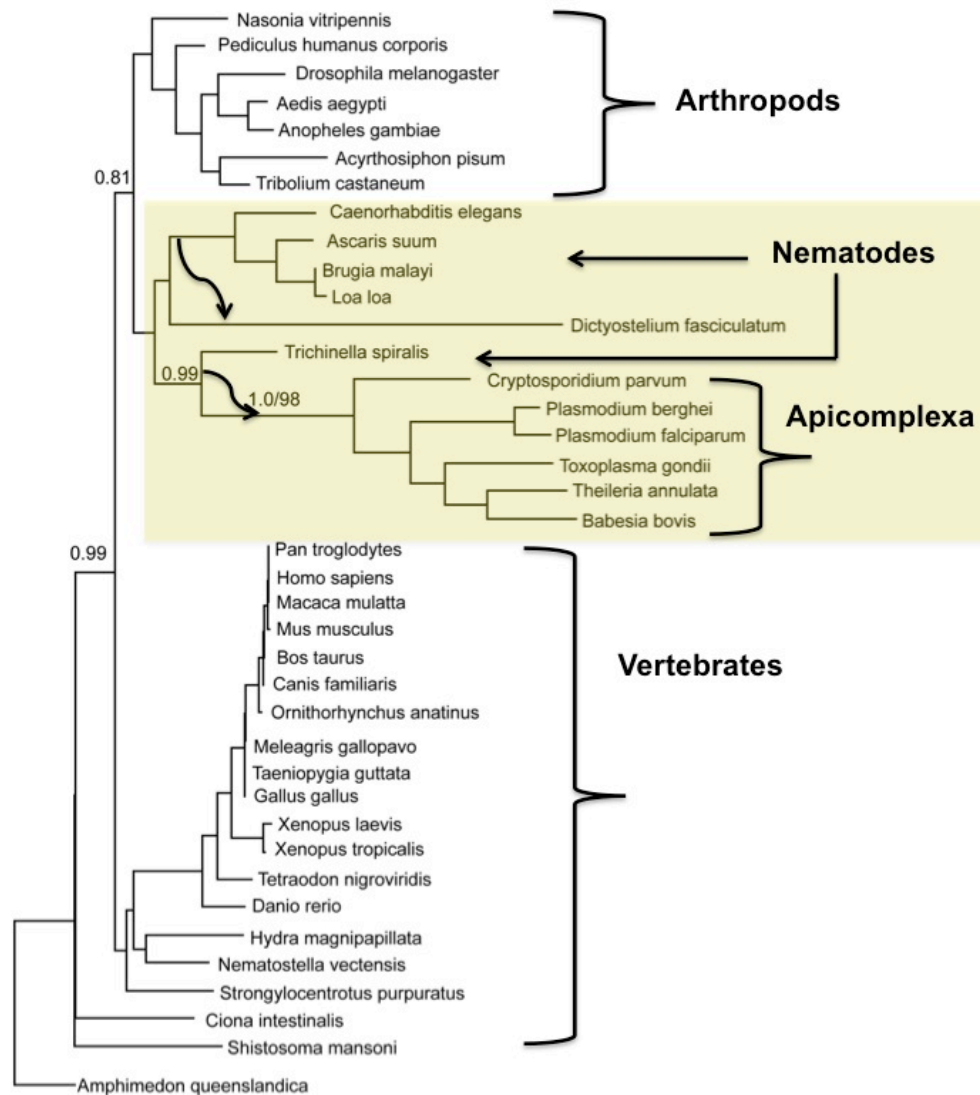 Nasonia vitripennis
Pediculus humanus corporis
Drosophila melanogaster
Aedis aegypti
Anopheles gambiae
Acyrthosiphon pisum
Tribolium castaneum
Arthropods
0.81
Caenorhabditis elegans
Ascaris suum
Brugia malayi
Loa loa
Nematodes
Dictyostelium fasciculatum
Trichinella spiralis
0.99
1.0/98
Cryptosporidium parvum
Plasmodium berghei
Plasmodium falciparum
Toxoplasma gondii
Theileria annulata
Babesia bovis
Apicomplexa
0.99
Pan troglodytes
Homo sapiens
Macaca mulatta
Mus musculus
Bos taurus
Canis familiaris
Ornithorhynchus anatinus
Meleagris gallopavo
Taeniopygia guttata
Gallus gallus
Xenopus laevis
Xenopus tropicalis
Tetraodon nigroviridis
Danio rerio
Hydra magnipapillata
Nematostella vectensis
Strongylocentrotus purpuratus
Ciona intestinalis
Shistosoma mansoni
Vertebrates
Amphimedon queenslandica